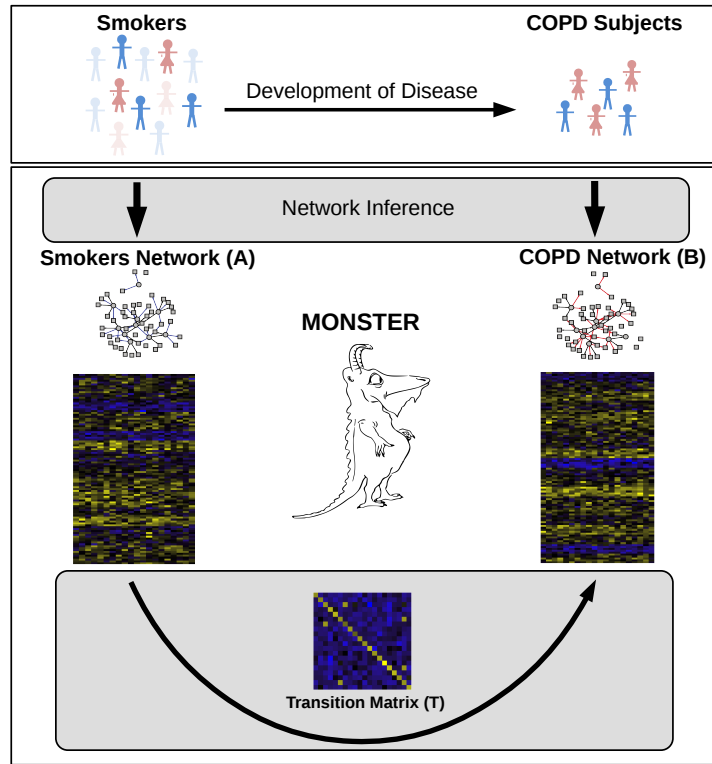 Smokers
COPD Subjects
Development of Disease
Network Inference
Smokers Network (A)
COPD Network (B)
MONSTER
Transition Matrix (T)